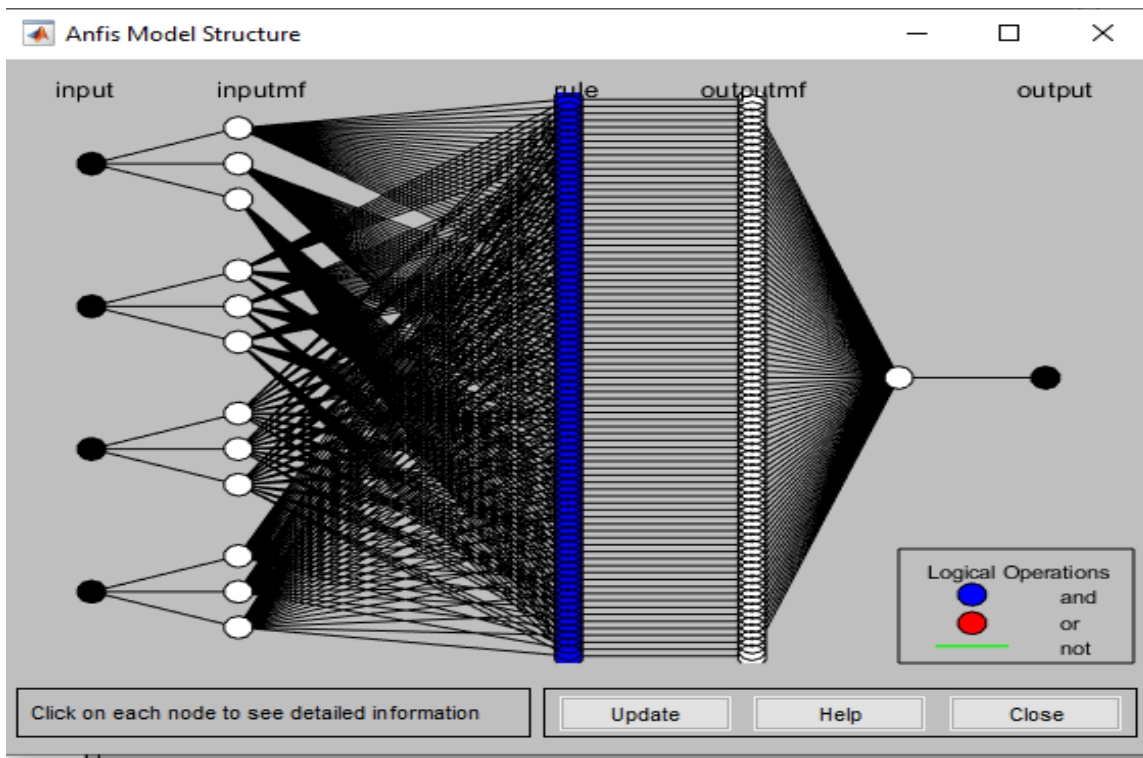 Anfis Model Structure
input inputmf rule outputmf output
Logical Operations
and
or
not
Click on each node to see detailed information
Update Help Close